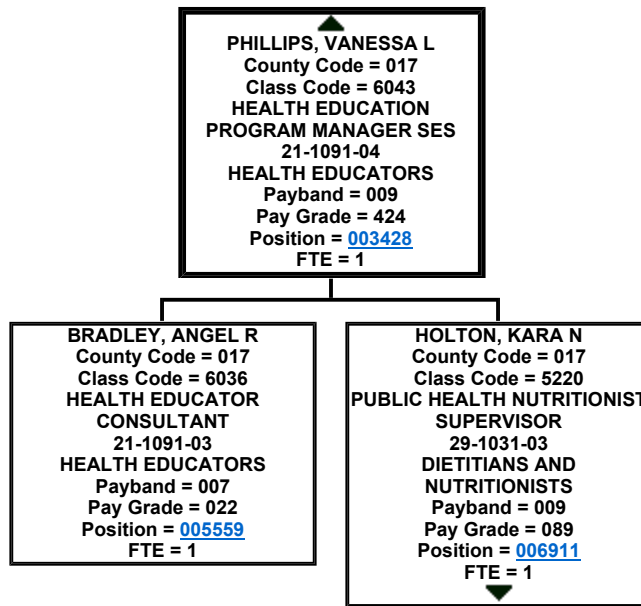 PHILLIPS, VANESSA L
County Code = 017
Class Code = 6043
HEALTH EDUCATION
PROGRAM MANAGER SES
21-1091-04
HEALTH EDUCATORS
Payband = 009
Pay Grade = 424
Position = 003428
FTE = 1
BRADLEY, ANGEL R
County Code = 017
Class Code = 6036
HEALTH EDUCATOR
CONSULTANT
21-1091-03
HEALTH EDUCATORS
Payband = 007
Pay Grade = 022
Position = 005559
FTE = 1
HOLTON, KARA N
County Code = 017
Class Code = 5220
PUBLIC HEALTH NUTRITIONIST
SUPERVISOR
29-1031-03
DIETITIANS AND
NUTRITIONISTS
Payband = 009
Pay Grade = 089
Position = 006911
FTE = 1